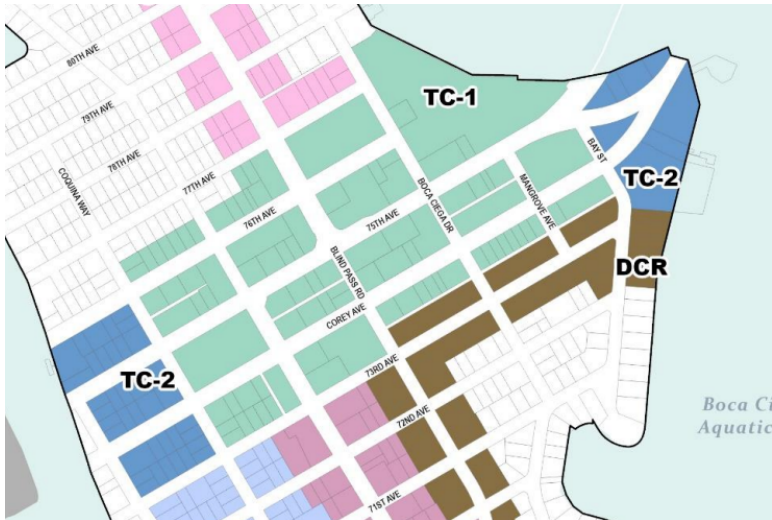 80TH AVE
TC-1
79TH AVE
78TH AVE
BAY ST
COQUINA WAY
77TH AVE
TC-2
MANGROVE AVE
BOCA CIEGA DR
76TH AVE
75TH AVE
BLIND PASS RD
DCR
COREY AVE
73RD AVE
TC-2
72ND AVE
Boca Ci
Aquatic
71ST AVE